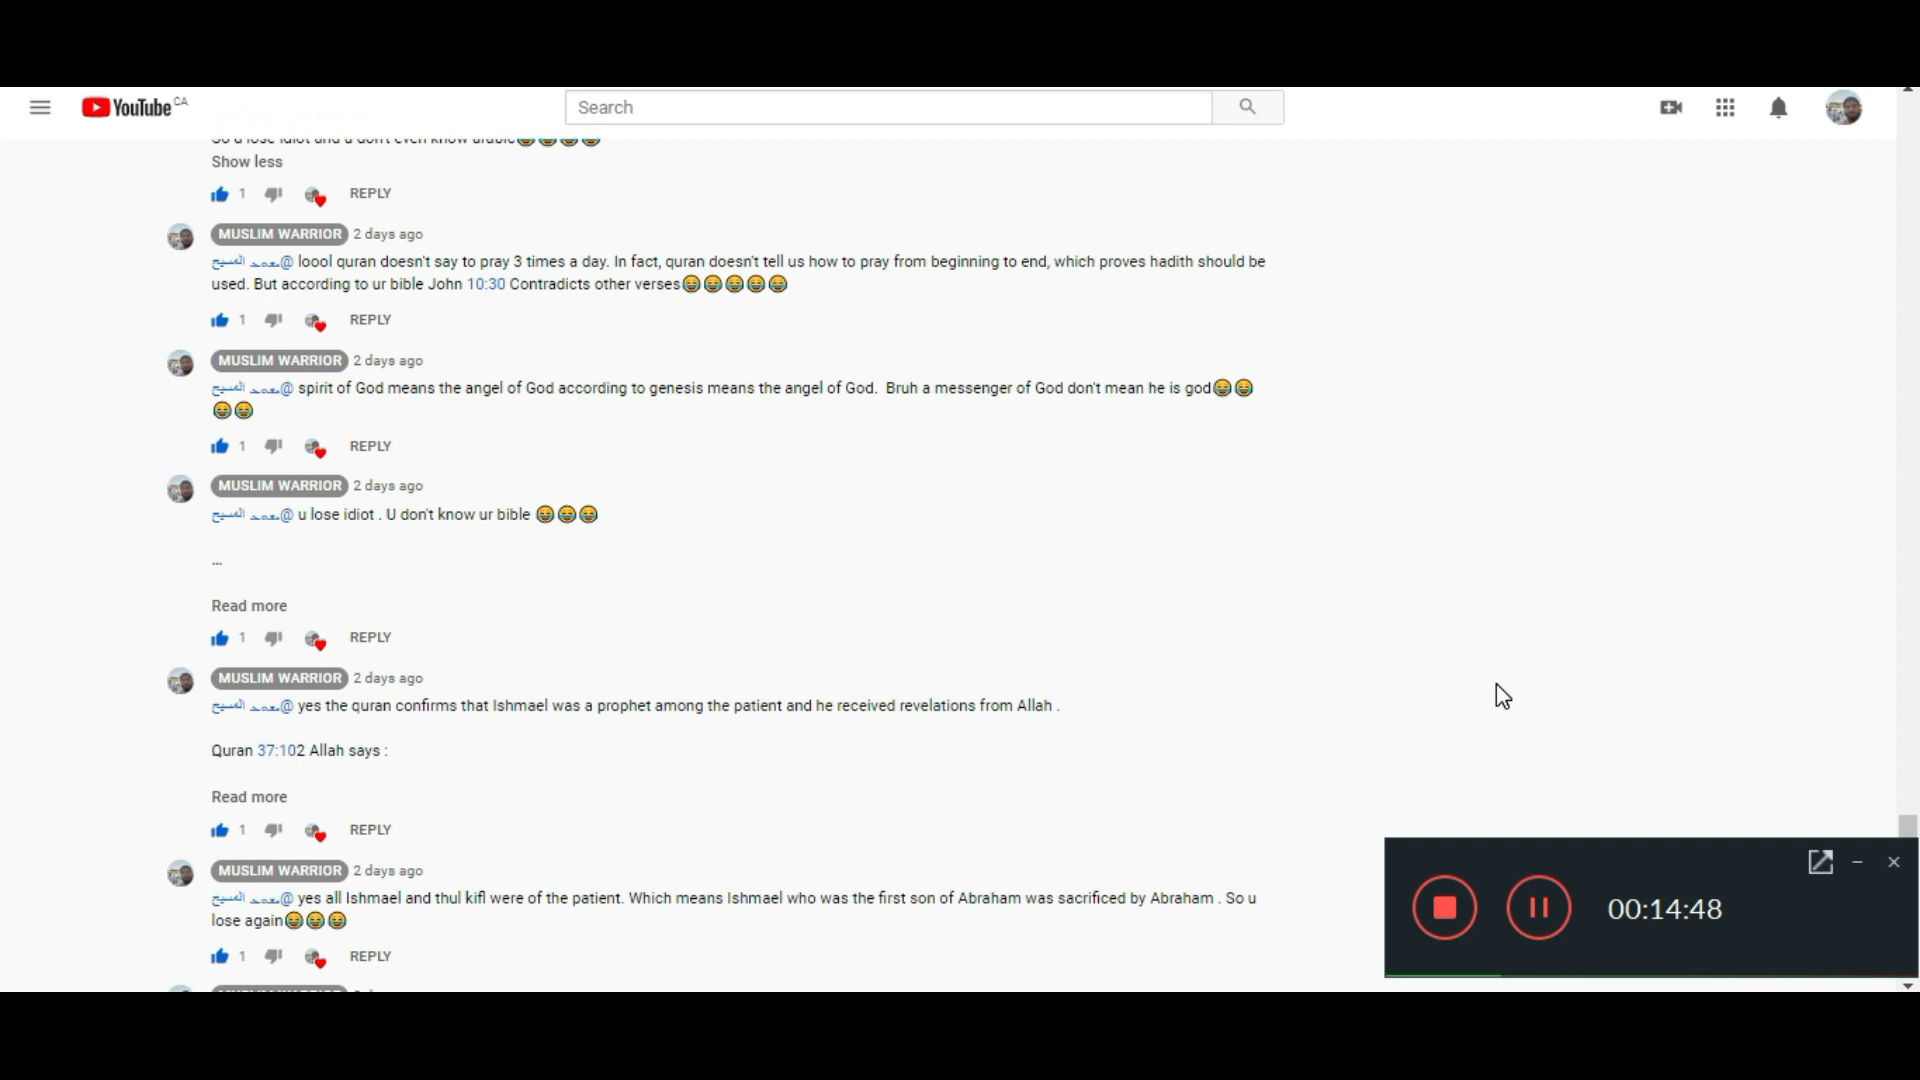 YouTube CA
Search
So u lose idiot and u don't even know arabic😂😂😂😂
Show less
1 REPLY
MUSLIM WARRIOR 2 days ago
@محمد المسيح loool quran doesn't say to pray 3 times a day. In fact, quran doesn't tell us how to pray from beginning to end, which proves hadith should be
used. But according to ur bible John 10:30 Contradicts other verses😂😂😂😂😂
1 REPLY
MUSLIM WARRIOR 2 days ago
@محمد المسيح spirit of God means the angel of God according to genesis means the angel of God. Bruh a messenger of God don't mean he is god😂😂
😂😂
1 REPLY
MUSLIM WARRIOR 2 days ago
@محمد المسيح u lose idiot . U don't know ur bible 😂😂😂
...
Read more
1 REPLY
MUSLIM WARRIOR 2 days ago
@محمد المسيح yes the quran confirms that Ishmael was a prophet among the patient and he received revelations from Allah .
Quran 37:102 Allah says :
Read more
1 REPLY
MUSLIM WARRIOR 2 days ago
@محمد المسيح yes all Ishmael and thul kifl were of the patient. Which means Ishmael who was the first son of Abraham was sacrificed by Abraham . So u
lose again😂😂😂
1 REPLY
00:14:48